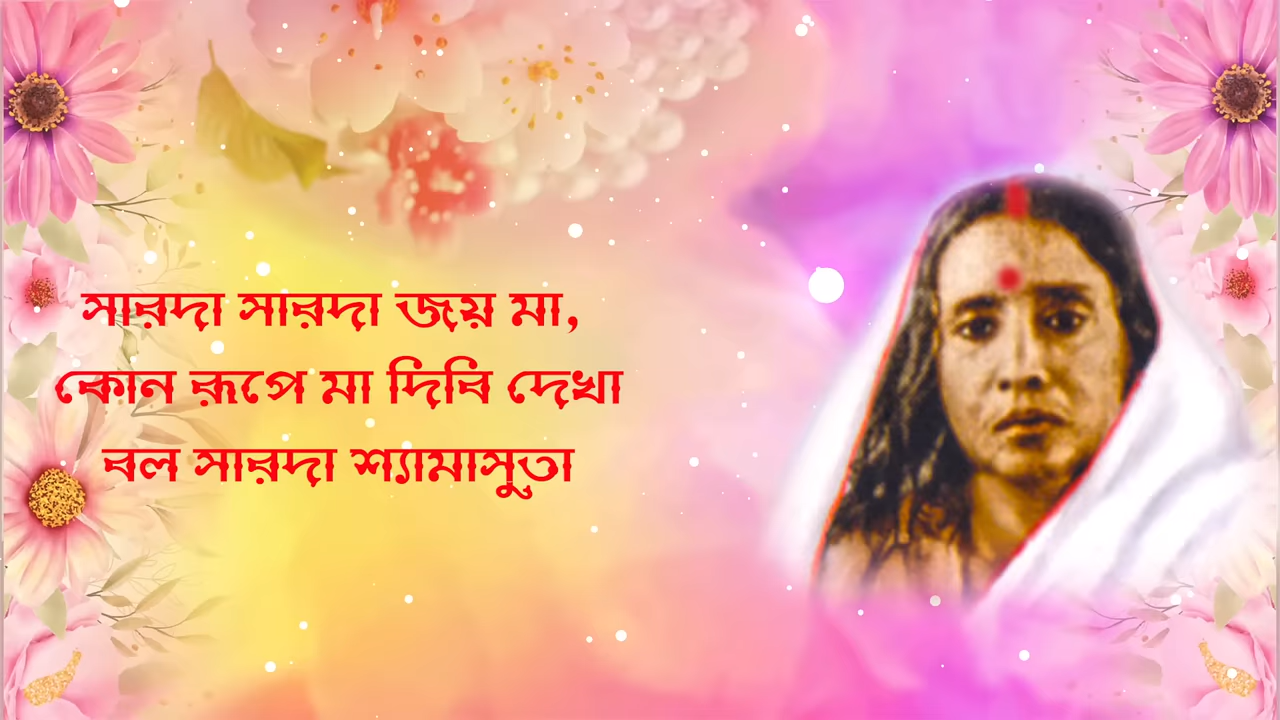 সারদা সারদা জয় মা,
কোন রূপে মা দিবি দেখা
বল সারদা শ্যামাসুতা